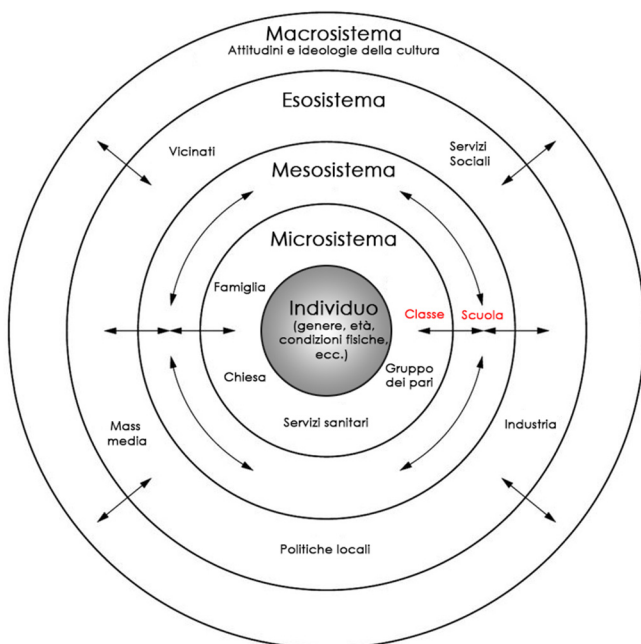 Macrosistema
Attitudini e ideologie della cultura
Esosistema
Vicinati
Servizi
Sociali
Mesosistema
Microsistema
Famiglia
Individuo
(genere, età,
condizioni fisiche,
ecc.)
Classe
Scuola
Chiesa
Gruppo
dei pari
Servizi sanitari
Mass
media
Industria
Politiche locali